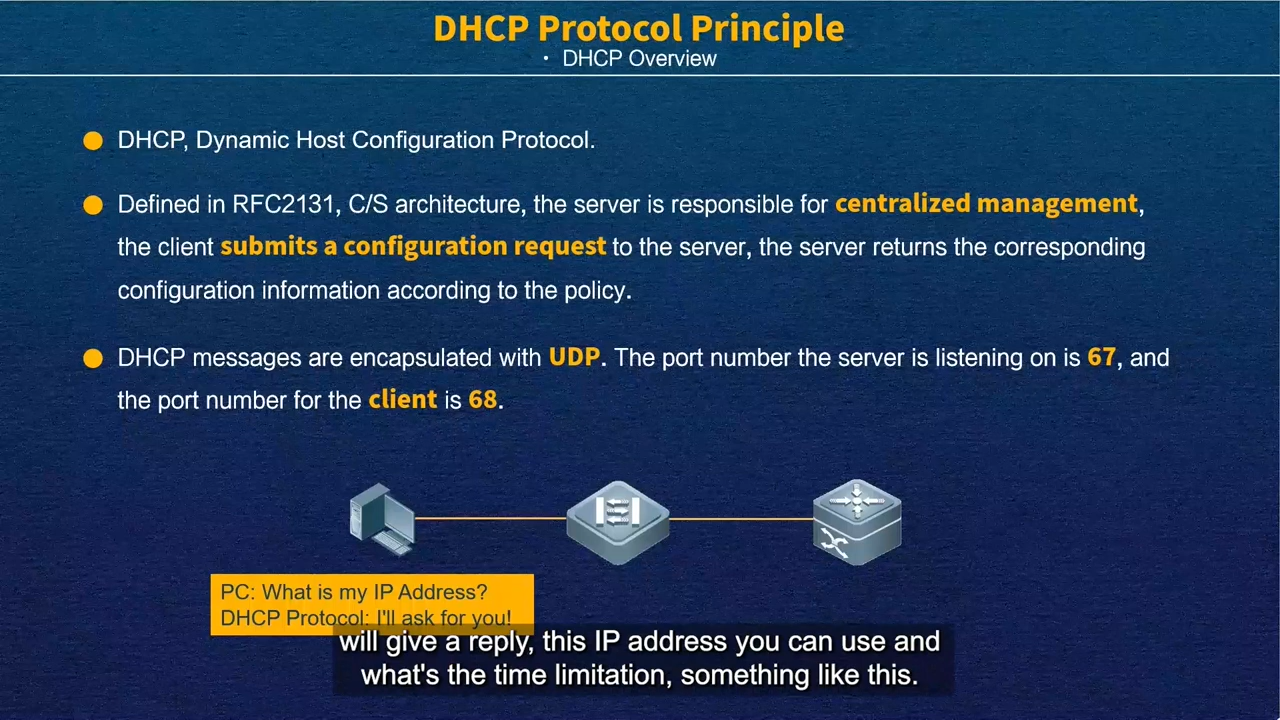 DHCP Protocol Principle
• DHCP Overview
DHCP, Dynamic Host Configuration Protocol.
Defined in RFC2131, C/S architecture, the server is responsible for centralized management,
the client submits a configuration request to the server, the server returns the corresponding
configuration information according to the policy.
DHCP messages are encapsulated with UDP. The port number the server is listening on is 67, and
the port number for the client is 68.
PC: What is my IP Address?
DHCP Protocol: I'll ask for you!
will give a reply, this IP address you can use and
what's the time limitation, something like this.